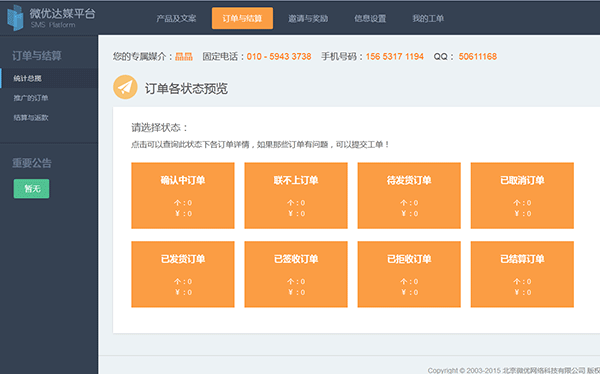 微优达媒平台
SMS Platform
产品及文案 订单与结算 邀请与奖励 信息设置 我的工单
订单与结算
统计总揽
推广的订单
结算与返款
重要公告
暂无
您的专属媒介：晶晶 固定电话：010 - 5943 3738 手机号码：156 5317 1194 QQ： 50611168
订单各状态预览
请选择状态：
点击可以查询此状态下各订单详情，如果那些订单有问题，可以提交工单！
确认中订单 联不上订单 待发货订单 已取消订单
个：0 个：0 个：0 个：0
￥：0 ￥：0 ￥：0 ￥：0
已发货订单 已签收订单 已拒收订单 已结算订单
个：0 个：0 个：0 个：0
￥：0 ￥：0 ￥：0 ￥：0
Copyright © 2003-2015 北京微优网络科技有限公司 版权